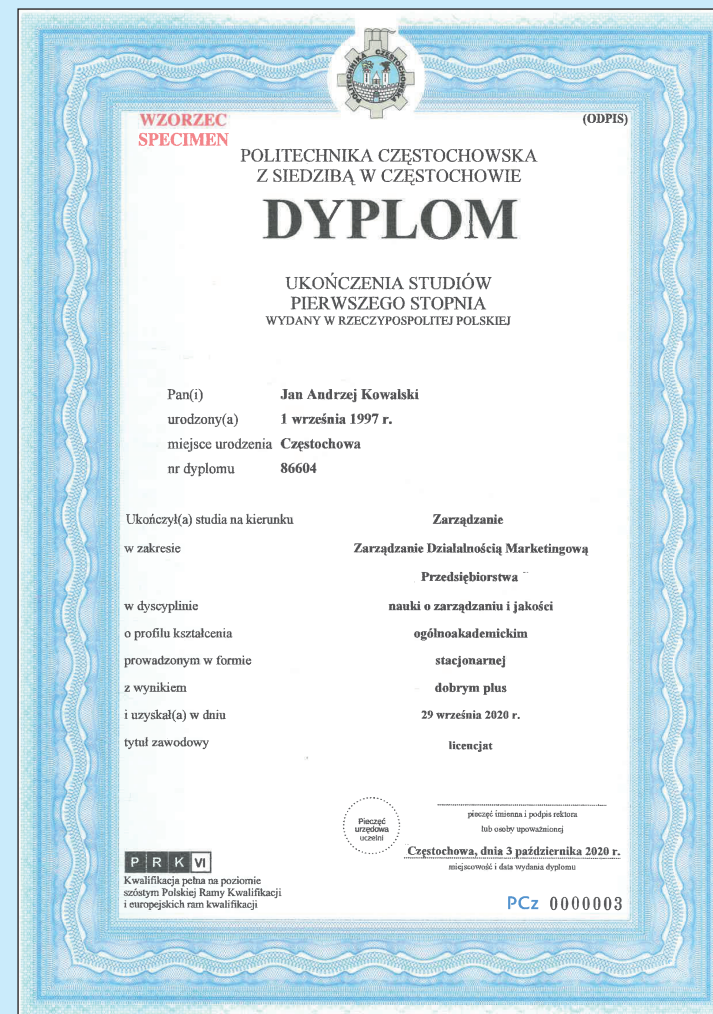 POLITECHNIKA CZĘSTOCHOWSKA
WZORZEC
SPECIMEN
(ODPIS)
POLITECHNIKA CZĘSTOCHOWSKA
Z SIEDZIBĄ W CZĘSTOCHOWIE
DYPLOM
UKOŃCZENIA STUDIÓW
PIERWSZEGO STOPNIA
WYDANY W RZECZYPOSPOLITEJ POLSKIEJ
Pan(i) Jan Andrzej Kowalski
urodzony(a) 1 września 1997 r.
miejsce urodzenia Częstochowa
nr dyplomu 86604
Ukończył(a) studia na kierunku Zarządzanie
w zakresie Zarządzanie Działalnością Marketingową
Przedsiębiorstwa
w dyscyplinie nauki o zarządzaniu i jakości
o profilu kształcenia ogólnoakademickim
prowadzonym w formie stacjonarnej
z wynikiem dobrym plus
i uzyskał(a) w dniu 29 września 2020 r.
tytuł zawodowy licencjat
Pieczęć
urzędowa
uczelni
pieczęć imienna i podpis rektora
lub osoby upoważnionej
Częstochowa, dnia 3 października 2020 r.
miejscowość i data wydania dyplomu
PRK VI
Kwalifikacja pełna na poziomie
szóstym Polskiej Ramy Kwalifikacji
i europejskich ram kwalifikacji
PCz 0000003